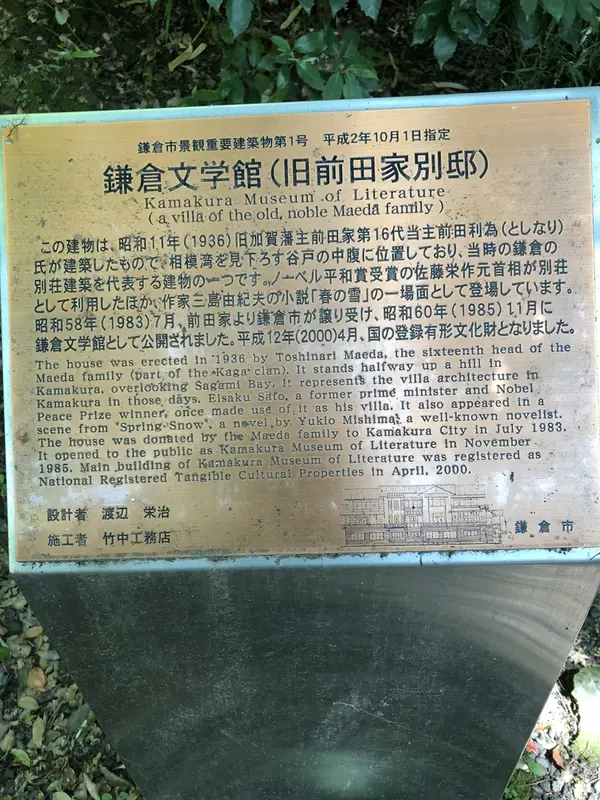 鎌倉市景観重要建築物第1号　平成2年10月1日指定
鎌倉文学館(旧前田家別邸)
Kamakura Museum of Literature
(a villa of the old, noble Maeda family)
この建物は、昭和11年(1936)旧加賀藩主前田家第16代当主前田利為(としなり)
氏が建築したもので、相模湾を見下ろす谷戸の中腹に位置しており、当時の鎌倉の
別荘建築を代表する建物の一つです。ノーベル平和賞受賞の佐藤栄作元首相が別荘
として利用したほか、作家三島由紀夫の小説「春の雪」の一場面として登場しています。
昭和58年(1983)7月、前田家より鎌倉市が譲り受け、昭和60年(1985)11月に
鎌倉文学館として公開されました。平成12年(2000)4月、国の登録有形文化財となりました。
The house was erected in 1936 by Toshinari Maeda, the sixteenth head of the
Maeda family (part of the Kaga clan). It stands halfway up a hill in
Kamakura, overlooking Sagami Bay. It represents the villa architecture in
Kamakura in those days. Eisaku Sato, a former prime minister and Nobel
Peace Prize winner, once made use of it as his villa. It also appeared in a
scene from "Spring Snow", a novel by Yukio Mishima, a well-known novelist.
The house was donated by the Maeda family to Kamakura City in July 1983.
It opened to the public as Kamakura Museum of Literature in November
1985. Main building of Kamakura Museum of Literature was registered as
National Registered Tangible Cultural Properties in April, 2000.
設計者　渡辺　栄治
施工者　竹中工務店
鎌倉市